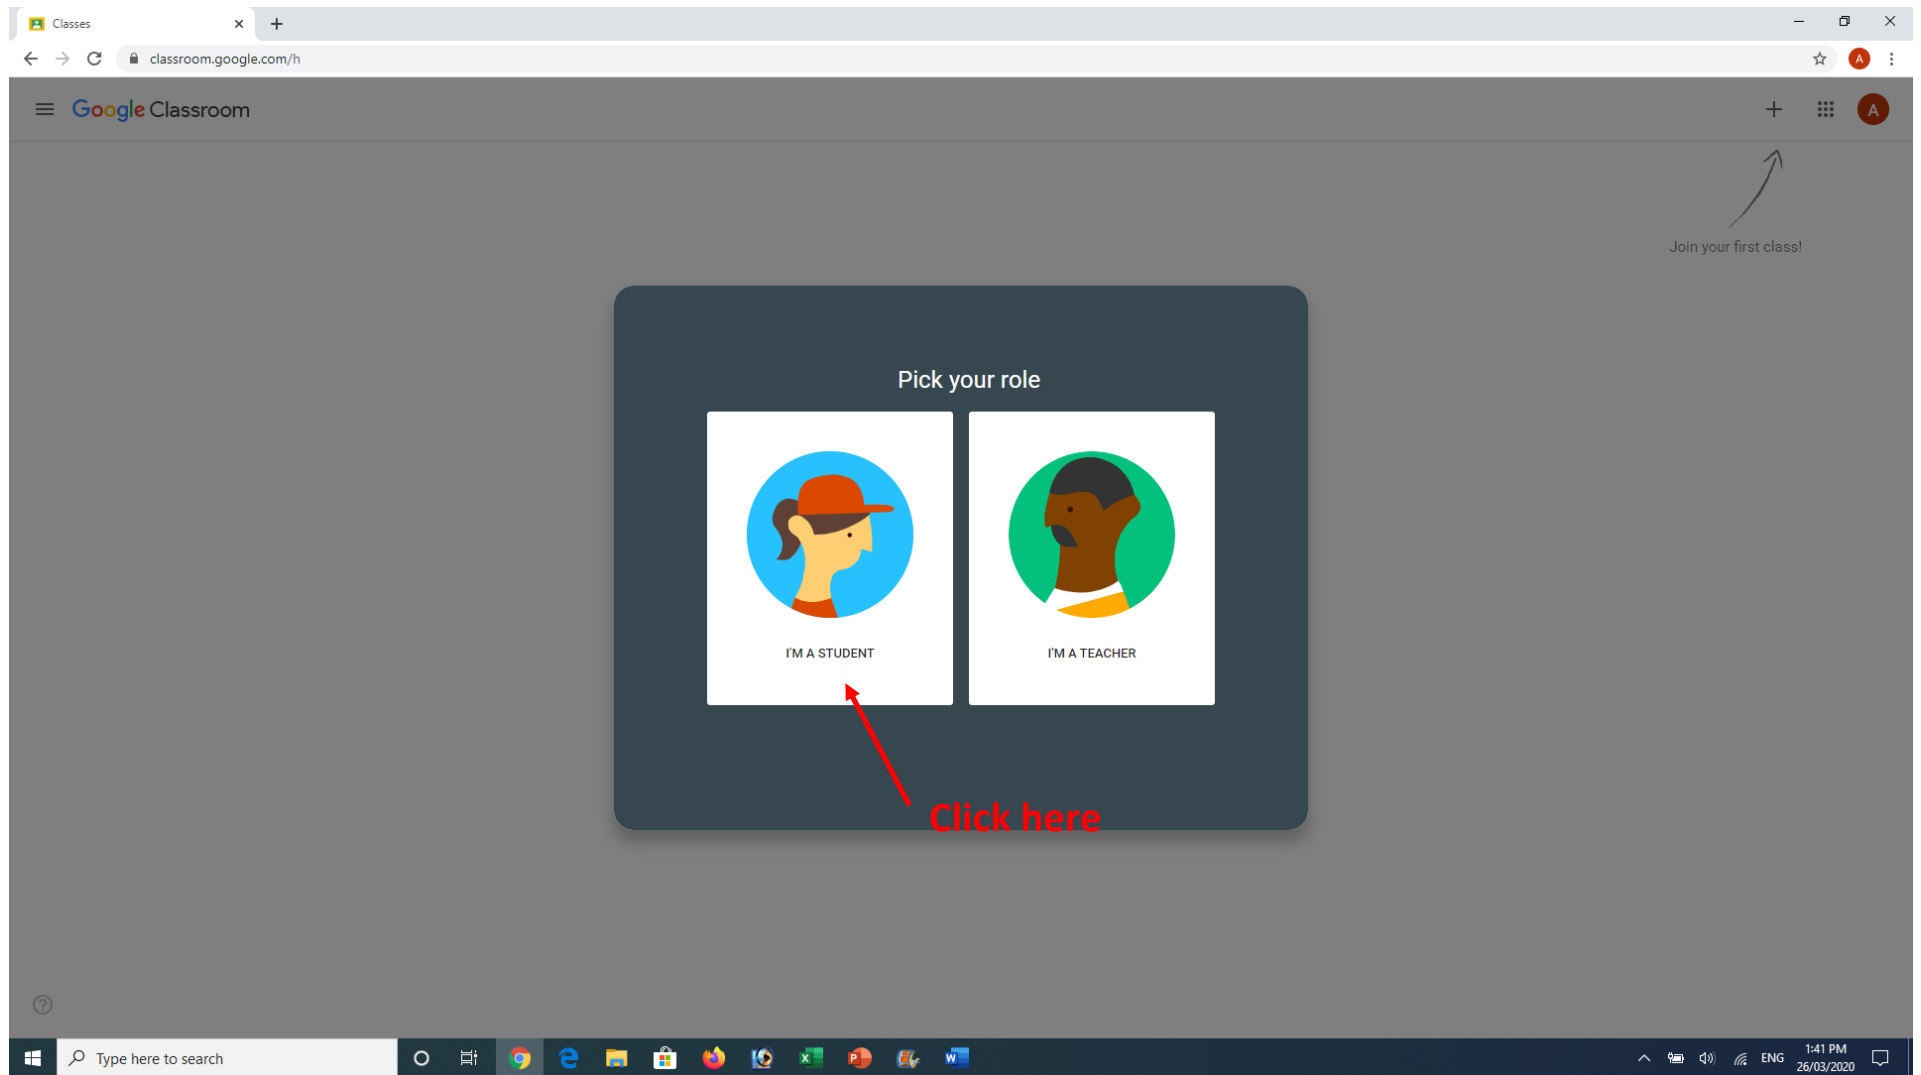 Classes
classroom.google.com/h
Google Classroom
A
A
Join your first class!
Pick your role
I'M A STUDENT
I'M A TEACHER
Click here
Type here to search
ENG
1:41 PM
26/03/2020